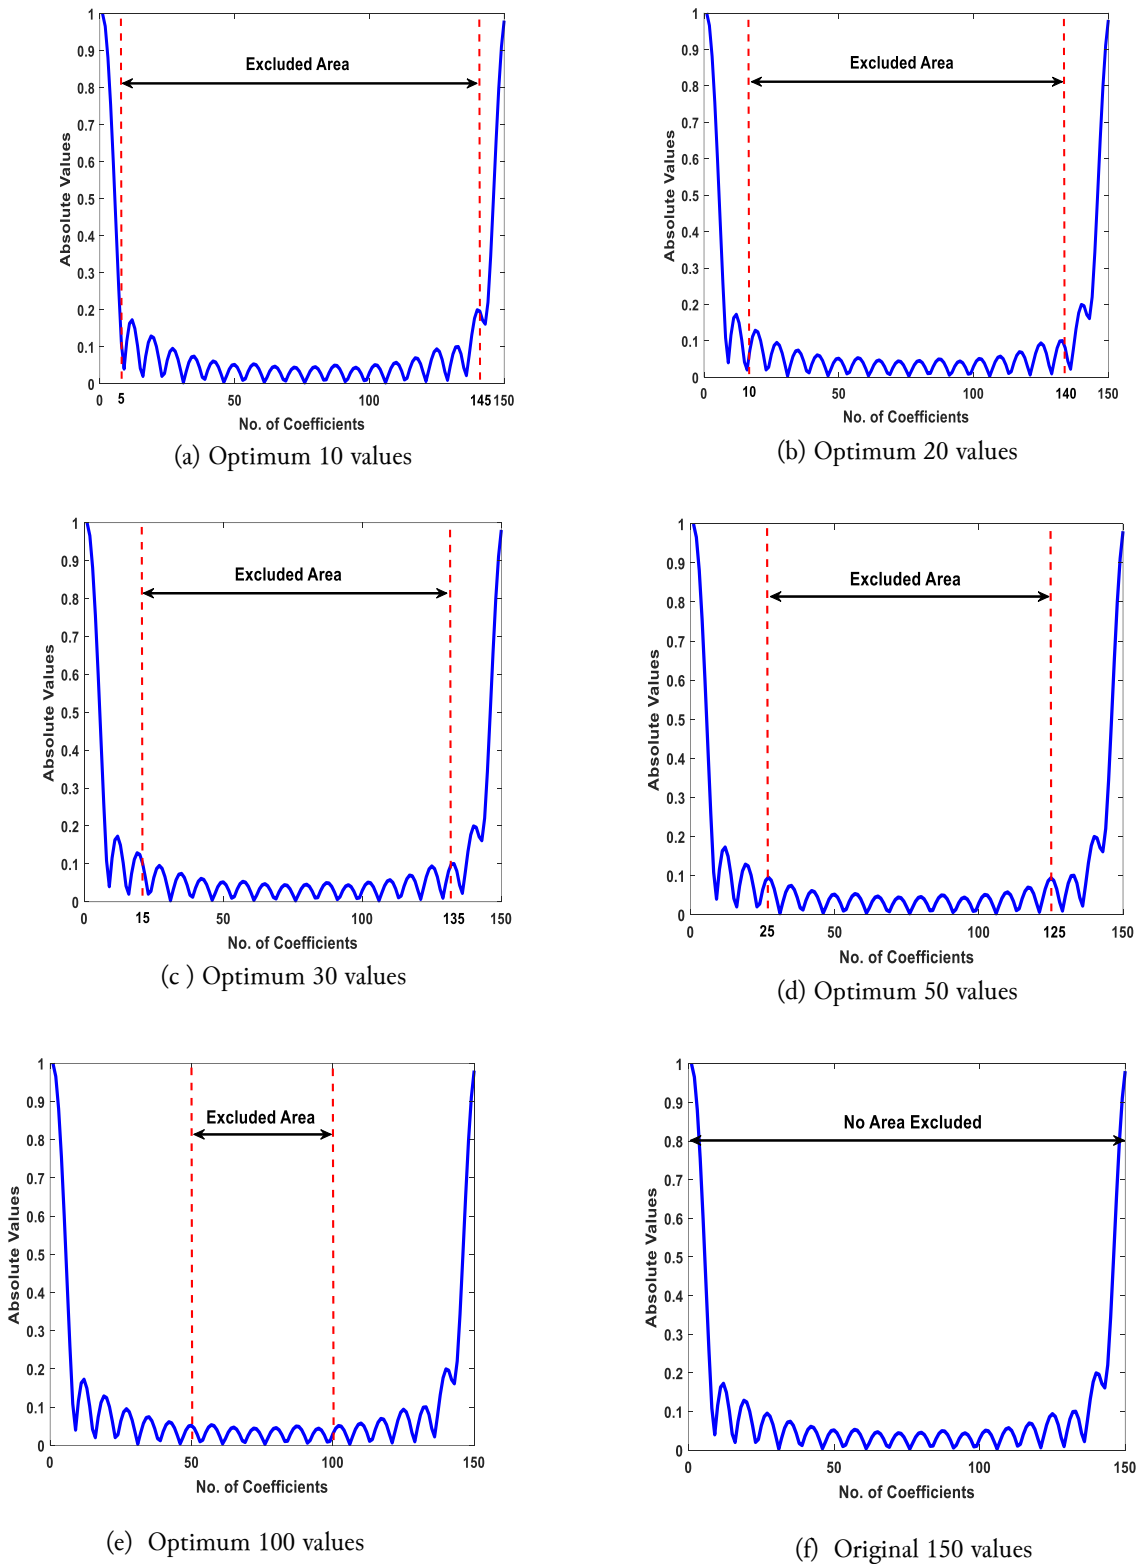 1
0.9
0.8
0.7
0.6
0.5
0.4
0.3
0.2
0.1
0
Absolute Values
Excluded Area
0 5 50 100 145 150
No. of Coefficients
(a) Optimum 10 values
1
0.9
0.8
0.7
0.6
0.5
0.4
0.3
0.2
0.1
0
Absolute Values
Excluded Area
0 10 50 100 140 150
No. of Coefficients
(b) Optimum 20 values
1
0.9
0.8
0.7
0.6
0.5
0.4
0.3
0.2
0.1
0
Absolute Values
Excluded Area
0 15 50 100 135 150
No. of Coefficients
(c ) Optimum 30 values
1
0.9
0.8
0.7
0.6
0.5
0.4
0.3
0.2
0.1
0
Absolute Values
Excluded Area
0 25 50 100 125 150
No. of Coefficients
(d) Optimum 50 values
1
0.9
0.8
0.7
0.6
0.5
0.4
0.3
0.2
0.1
0
Absolute Values
Excluded Area
0 50 100 150
No. of Coefficients
(e) Optimum 100 values
1
0.9
0.8
0.7
0.6
0.5
0.4
0.3
0.2
0.1
0
Absolute Values
No Area Excluded
0 50 100 150
No. of Coefficients
(f) Original 150 values